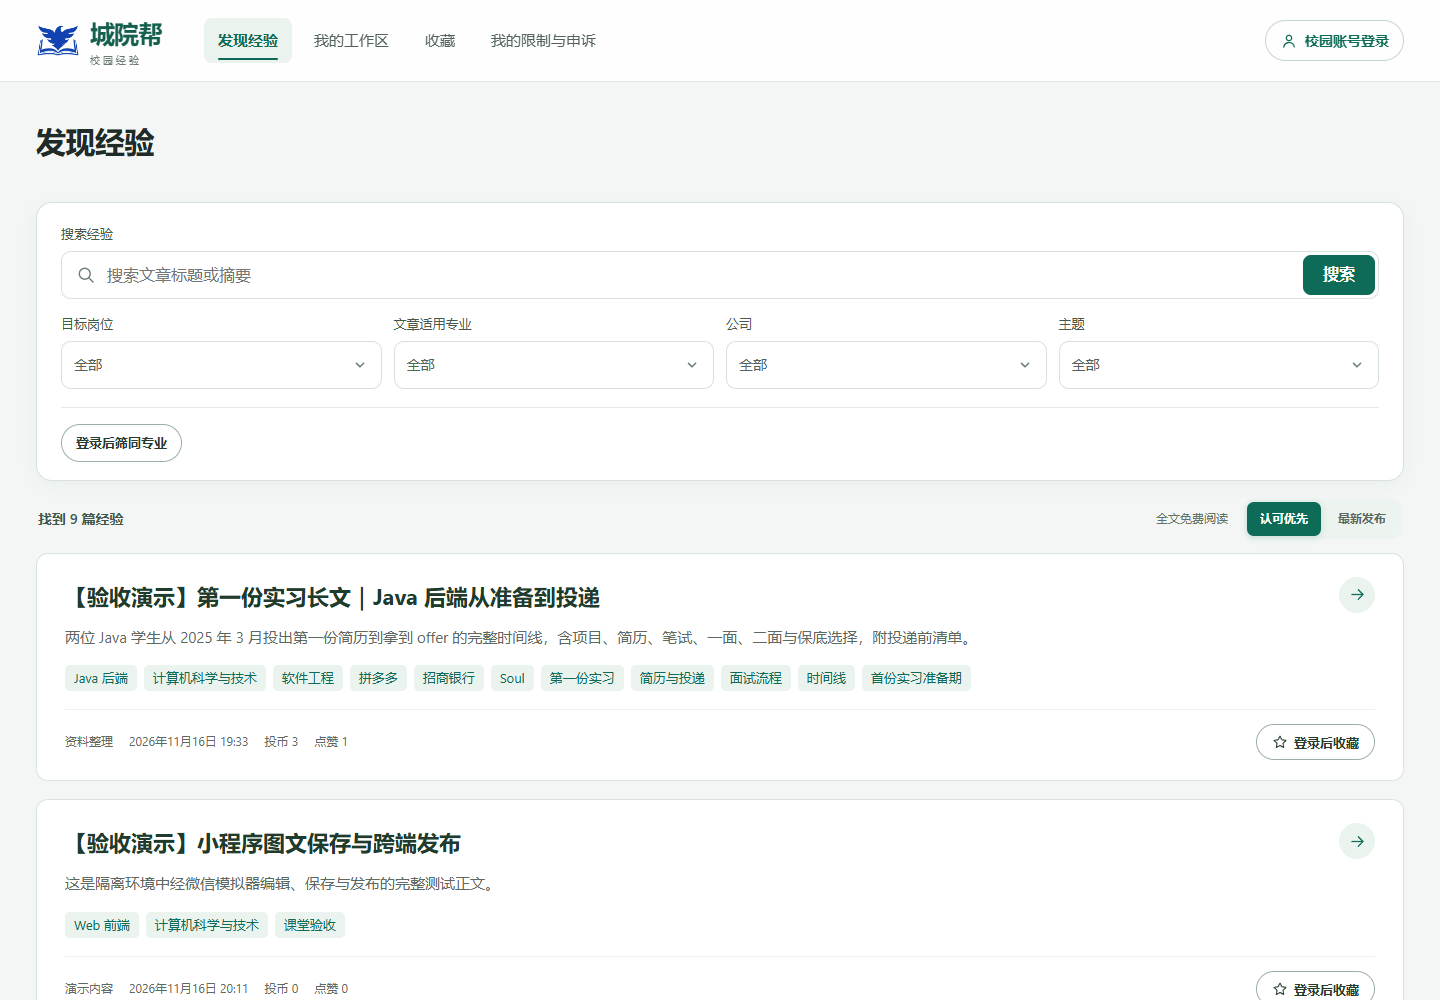 城院帮
校园经验
发现经验 我的工作区 收藏 我的限制与申诉
校园账号登录
发现经验
搜索经验
搜索文章标题或摘要
搜索
目标岗位 文章适用专业 公司 主题
全部 全部 全部 全部
登录后筛同专业
找到 9 篇经验
全文免费阅读 认可优先 最新发布
【验收演示】第一份实习长文｜Java 后端从准备到投递
两位 Java 学生从 2025 年 3 月投出第一份简历到拿到 offer 的完整时间线，含项目、简历、笔试、一面、二面与保底选择，附投递前清单。
Java 后端 计算机科学与技术 软件工程 拼多多 招商银行 Soul 第一份实习 简历与投递 面试流程 时间线 首份实习准备期
资料整理 2026年11月16日 19:33 投币 3 点赞 1
登录后收藏
【验收演示】小程序图文保存与跨端发布
这是隔离环境中经微信模拟器编辑、保存与发布的完整测试正文。
Web 前端 计算机科学与技术 课堂验收
演示内容 2026年11月16日 20:11 投币 0 点赞 0
登录后收藏